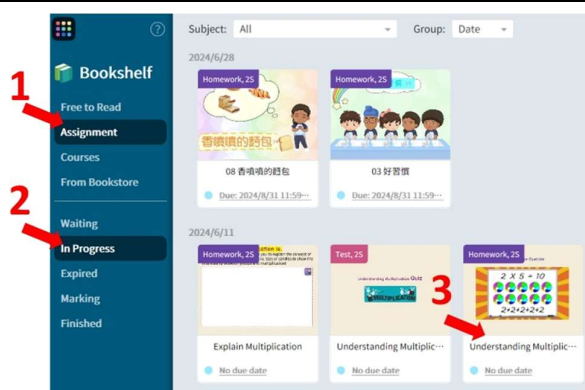 Subject: All
Group: Date
1
Bookshelf
Free to Read
Assignment
Courses
From Bookstore
2
Waiting
In Progress
Expired
Marking
Finished
2024/6/28
Homework, 2S
香噴噴的麪包
08 香噴噴的麪包
Due: 2024/8/31 11:59…
Homework, 2S
03 好習慣
Due: 2024/8/31 11:59…
2024/6/11
Homework, 2S
Explain Multiplication
No due date
Test, 2S
Understanding Multiplication Quiz
MULTIPLICATION
Understanding Multiplic…
No due date
3
Homework, 2S
2 X 5 = 10
2+2+2+2+2
Understanding Multiplic…
No due date